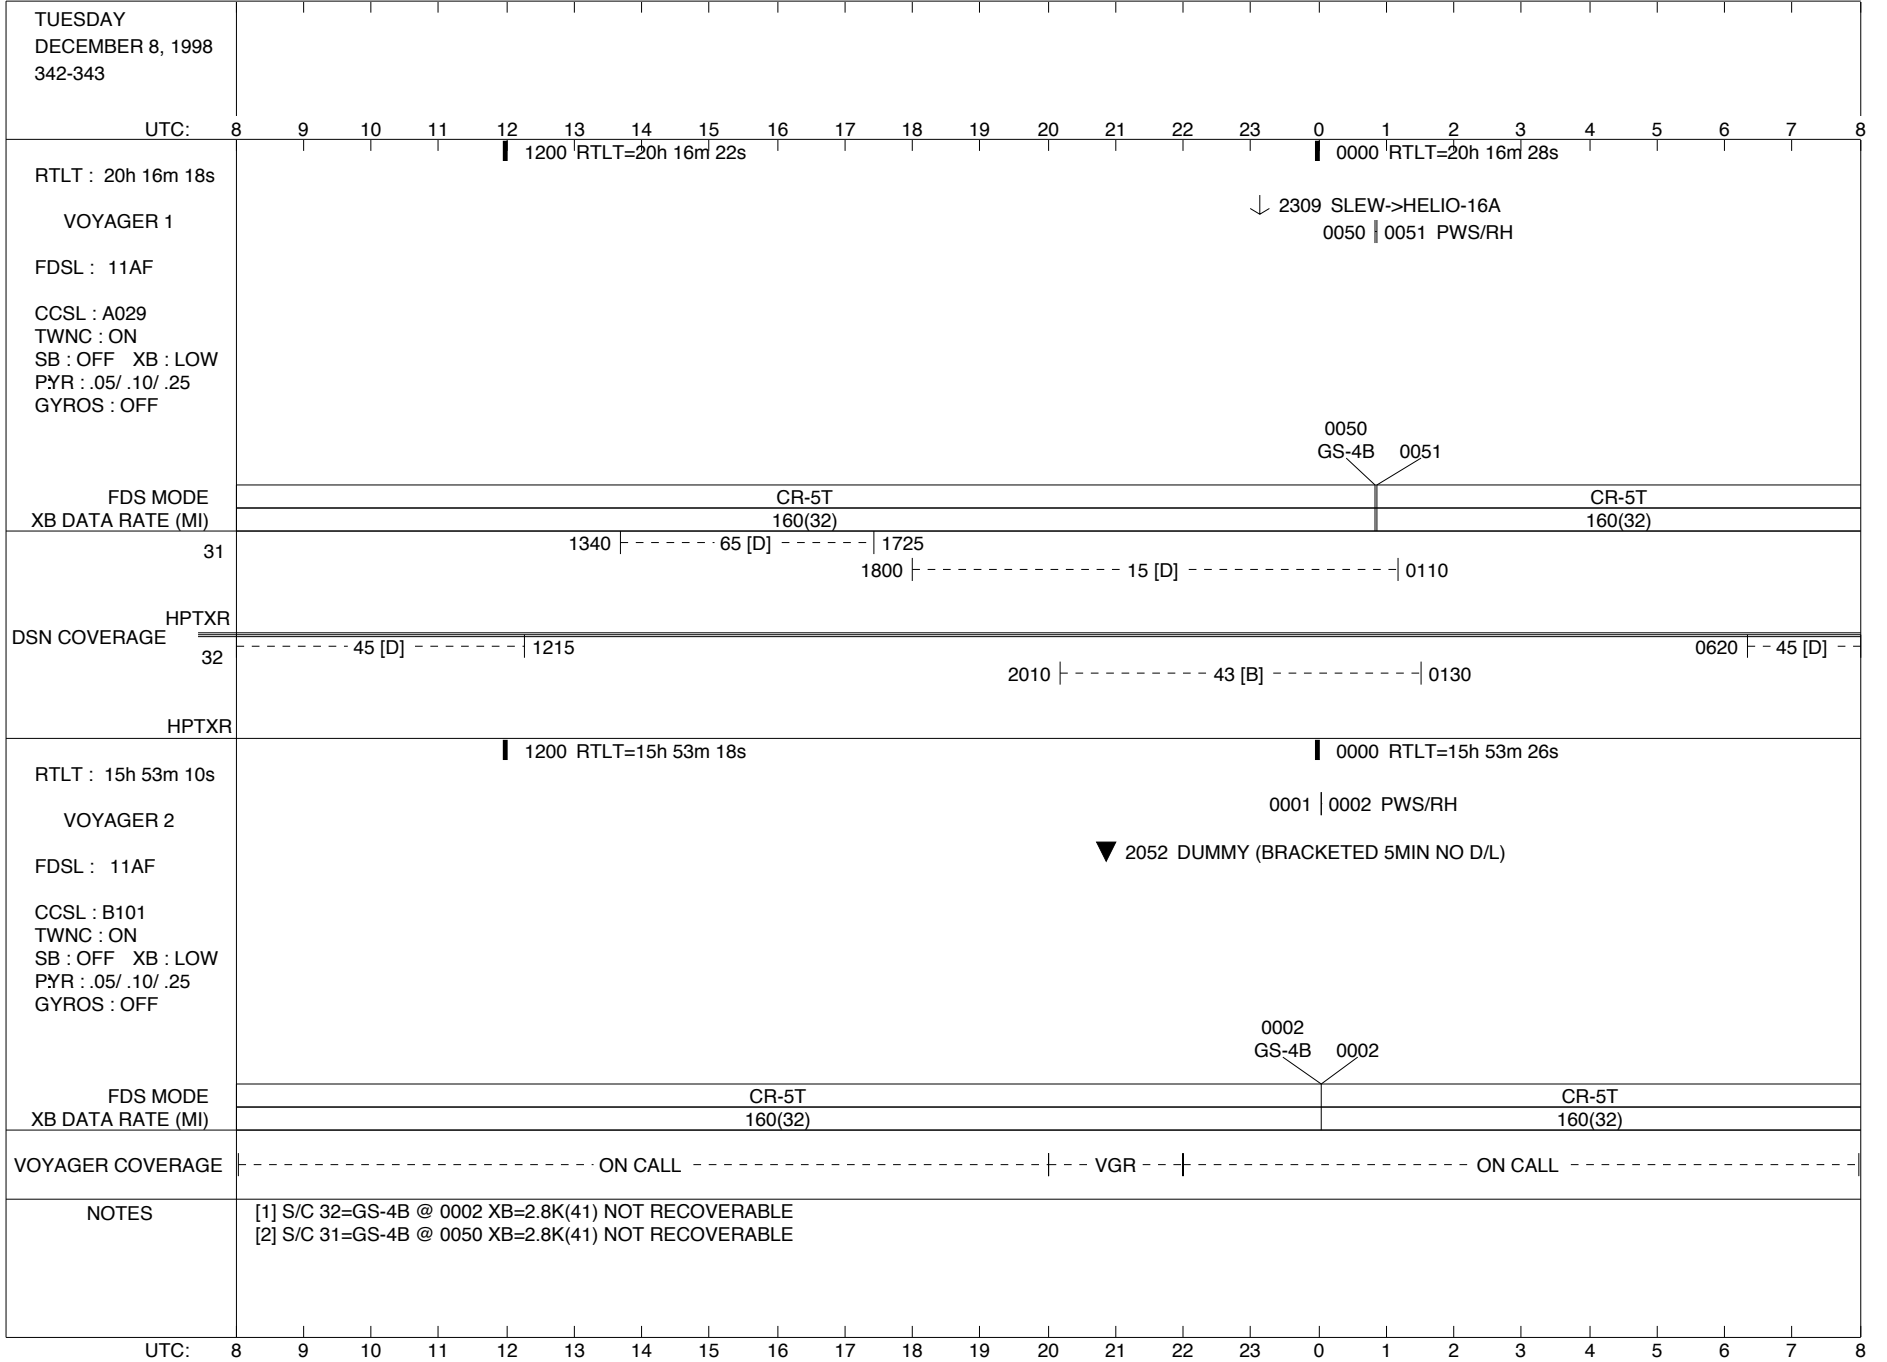 TUESDAY
DECEMBER 8, 1998
342-343
UTC: 8 9 10 11 12 13 14 15 16 17 18 19 20 21 22 23 0 1 2 3 4 5 6 7 8
1200 RTLT=20h 16m 22s 0000 RTLT=20h 16m 28s
RTLT : 20h 16m 18s
2309 SLEW->HELIO-16A
VOYAGER 1
0050 0051 PWS/RH
FDSL : 11AF
CCSL : A029
TWNC : ON
SB : OFF XB : LOW
P:YR : .05/ .10/ .25
GYROS : OFF
0050
GS-4B 0051
FDS MODE CR-5T CR-5T
XB DATA RATE (MI) 160(32) 160(32)
31 1340 65 [D] 1725
1800 15 [D] 0110
HPTXR
DSN COVERAGE
32 45 [D] 1215 0620 45 [D]
2010 43 [B] 0130
HPTXR
1200 RTLT=15h 53m 18s 0000 RTLT=15h 53m 26s
RTLT : 15h 53m 10s
0001 0002 PWS/RH
VOYAGER 2
2052 DUMMY (BRACKETED 5MIN NO D/L)
FDSL : 11AF
CCSL : B101
TWNC : ON
SB : OFF XB : LOW
P:YR : .05/ .10/ .25
GYROS : OFF
0002
GS-4B 0002
FDS MODE CR-5T CR-5T
XB DATA RATE (MI) 160(32) 160(32)
VOYAGER COVERAGE ON CALL VGR ON CALL
NOTES [1] S/C 32=GS-4B @ 0002 XB=2.8K(41) NOT RECOVERABLE
[2] S/C 31=GS-4B @ 0050 XB=2.8K(41) NOT RECOVERABLE
UTC: 8 9 10 11 12 13 14 15 16 17 18 19 20 21 22 23 0 1 2 3 4 5 6 7 8